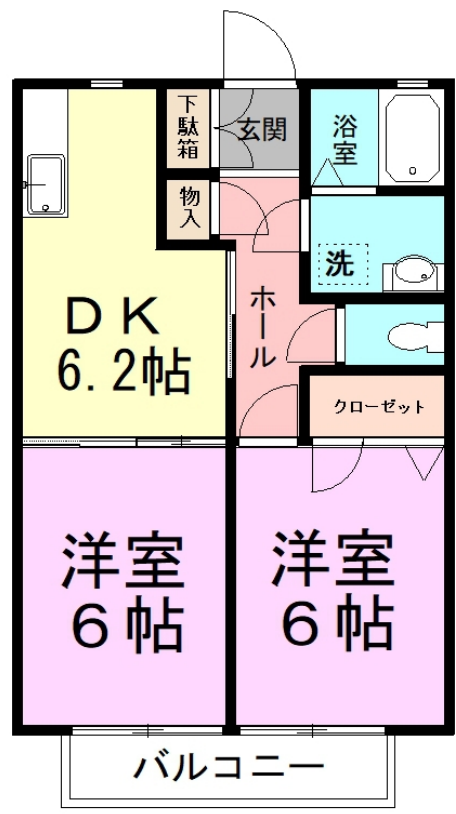 下駄箱
玄関
浴室
物入
洗
ホール
DK
6.2帖
クローゼット
洋室
6帖
洋室
6帖
バルコニー